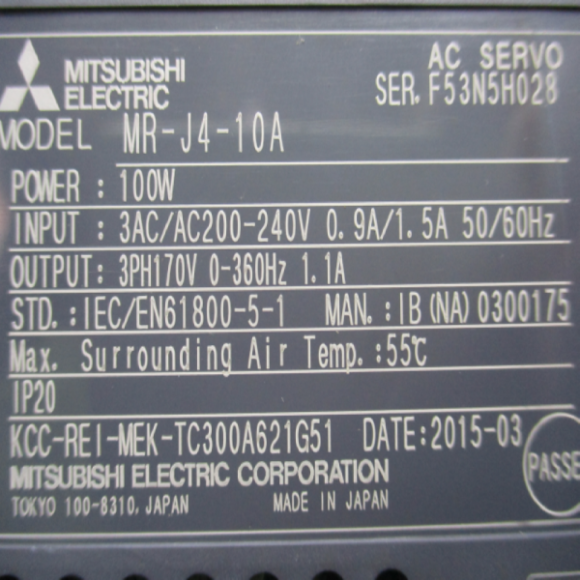 MITSUBISHI
ELECTRIC
AC SERVO
SER. F53N5H028
MODEL MR-J4-10A
POWER : 100W
INPUT : 3AC/AC200-240V 0.9A/1.5A 50/60Hz
OUTPUT: 3PH170V 0-360Hz 1.1A
STD.:IEC/EN61800-5-1 MAN.:IB(NA)0300175
Max. Surrounding Air Temp.:55℃
IP20
KCC-REI-MEK-TC300A621G51 DATE:2015-03
MITSUBISHI ELECTRIC CORPORATION
TOKYO 100-8310, JAPAN MADE IN JAPAN
PASSE